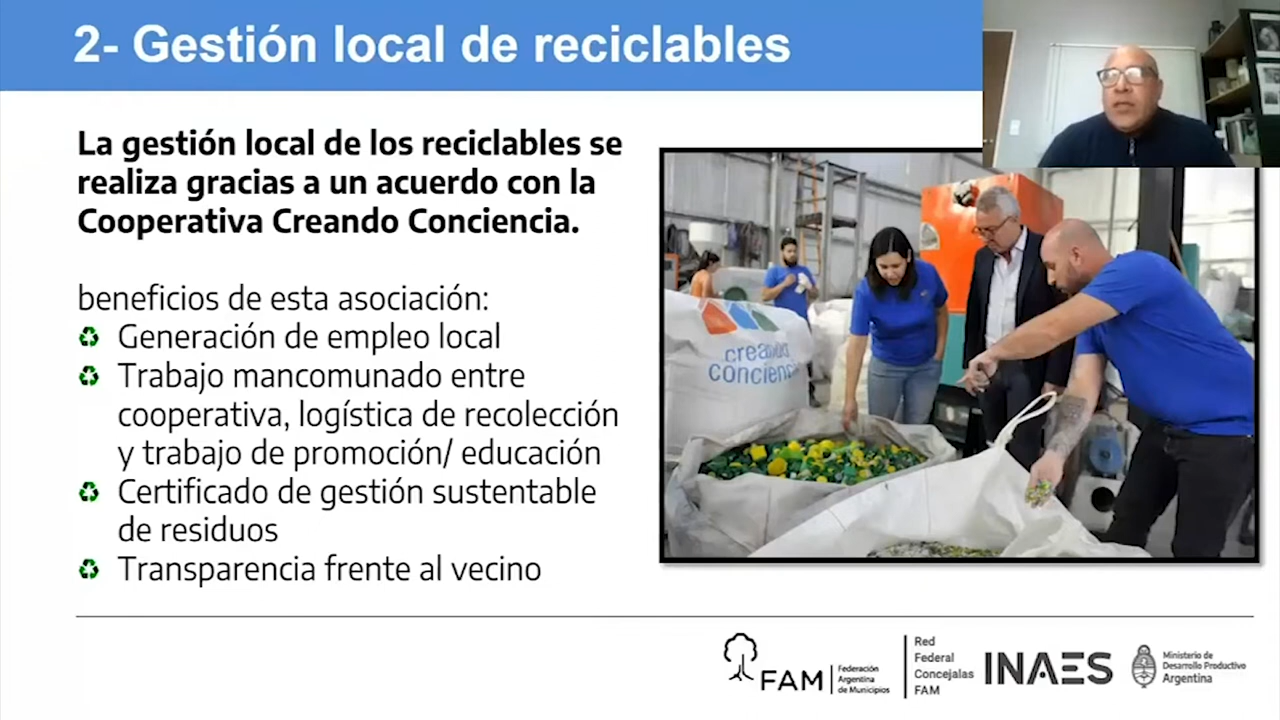 2- Gestión local de reciclables
La gestión local de los reciclables se
realiza gracias a un acuerdo con la
Cooperativa Creando Conciencia.
beneficios de esta asociación:
Generación de empleo local
Trabajo mancomunado entre
cooperativa, logística de recolección
y trabajo de promoción/ educación
Certificado de gestión sustentable
de residuos
Transparencia frente al vecino
creando
conciencia
FAM
Federación
Argentina
de Municipios
Red
Federal
Concejalas
FAM
INAES
Ministerio de
Desarrollo Productivo
Argentina